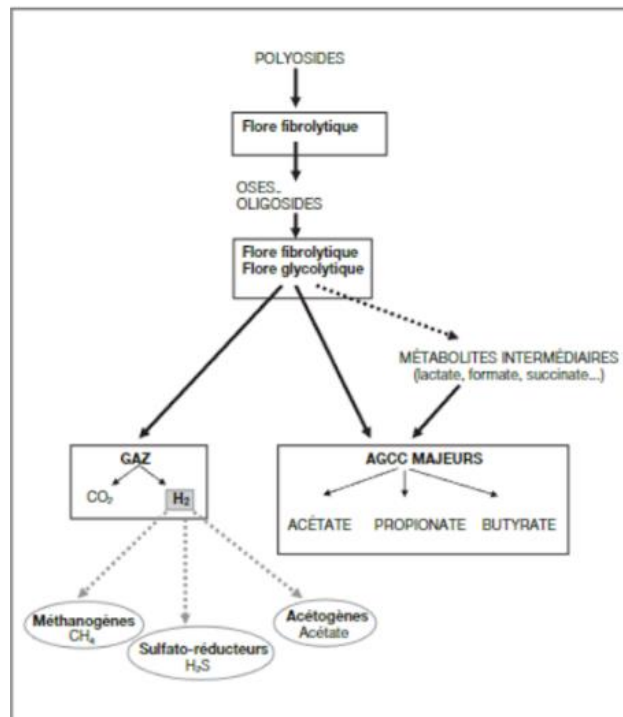 POLYOSIDES
Flore fibrolytique
OSES_
OLIGOSIDES
Flore fibrolytique
Flore glycolytique
MÉTABOLITES INTERMÉDIAIRES
(lactate, formate, succinate...)
GAZ
CO₂
H₂
AGCC MAJEURS
ACÉTATE
PROPIONATE
BUTYRATE
Méthanogènes
CH₄
Sulfato-réducteurs
H₂S
Acétogènes
Acétate